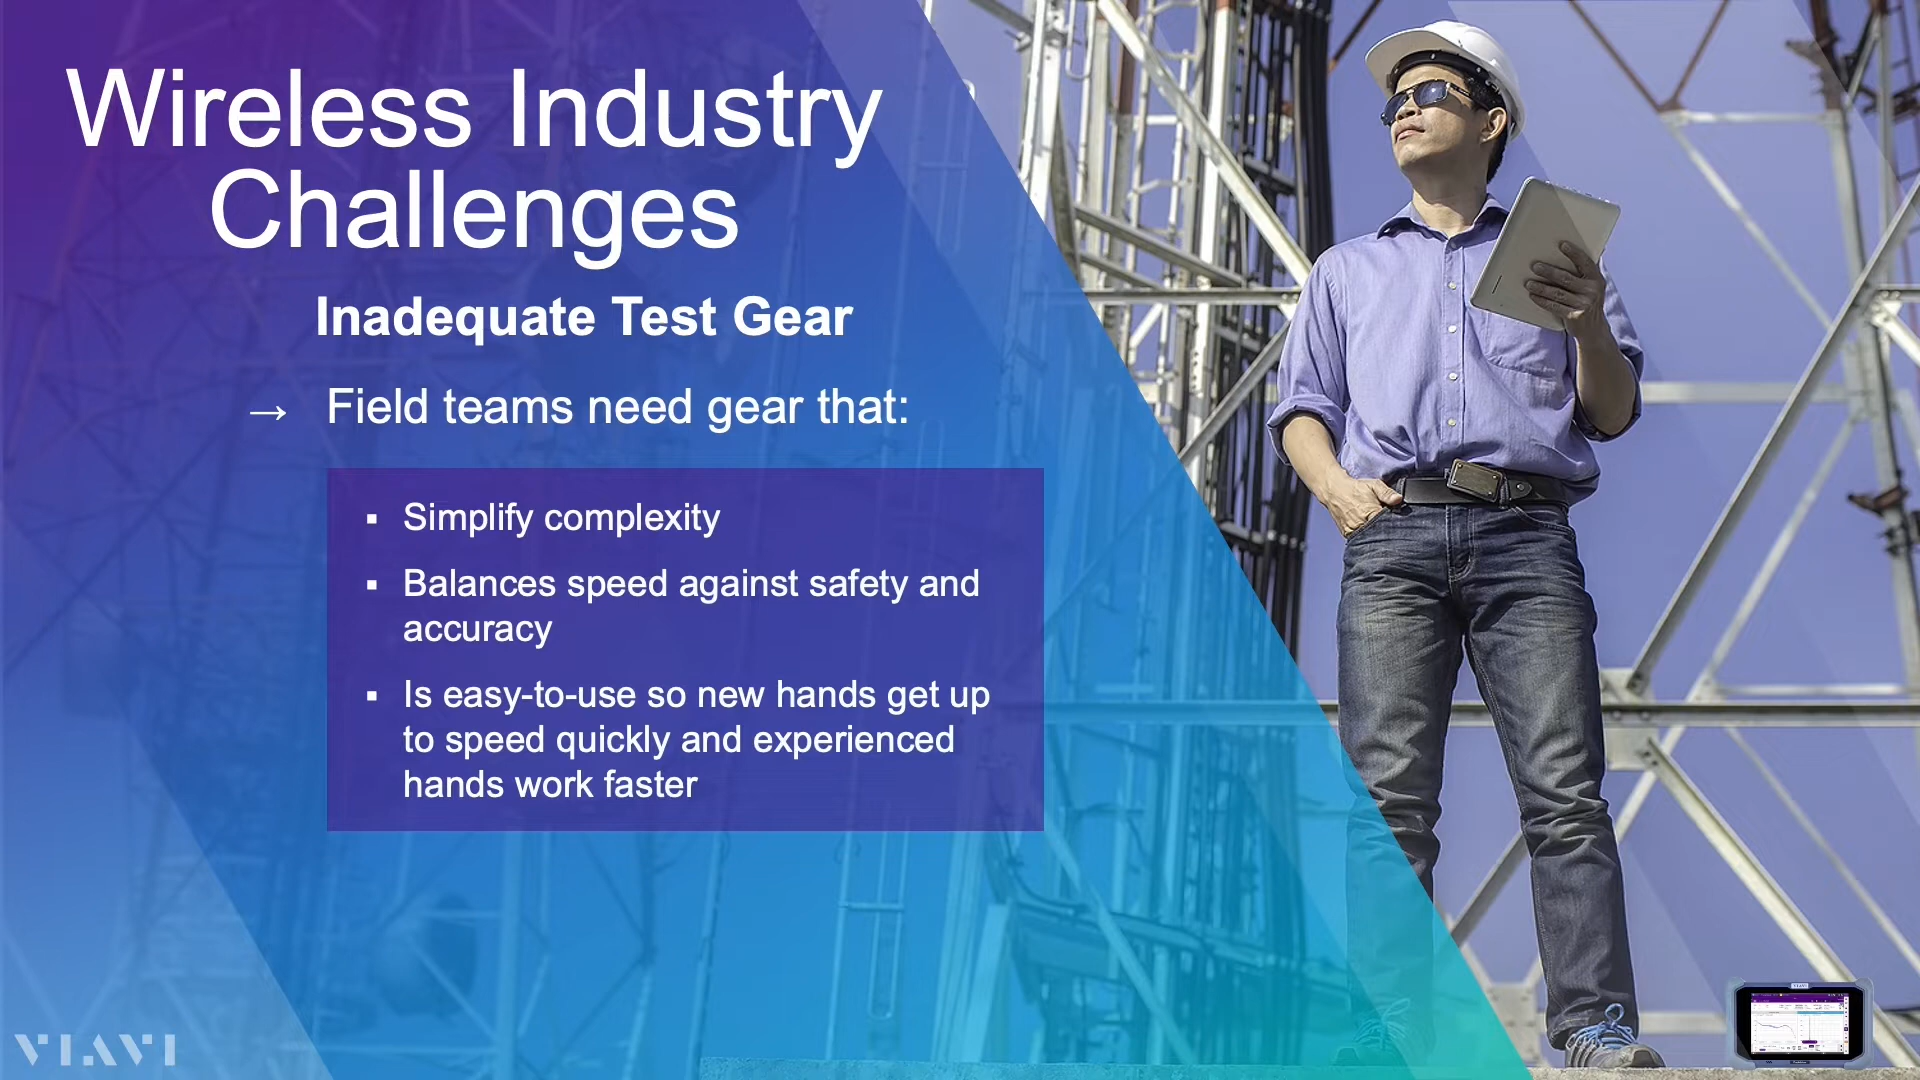 Wireless Industry
Challenges
Inadequate Test Gear
→ Field teams need gear that:
▪ Simplify complexity
▪ Balances speed against safety and
accuracy
▪ Is easy-to-use so new hands get up
to speed quickly and experienced
hands work faster
VIAVI
VIAVI